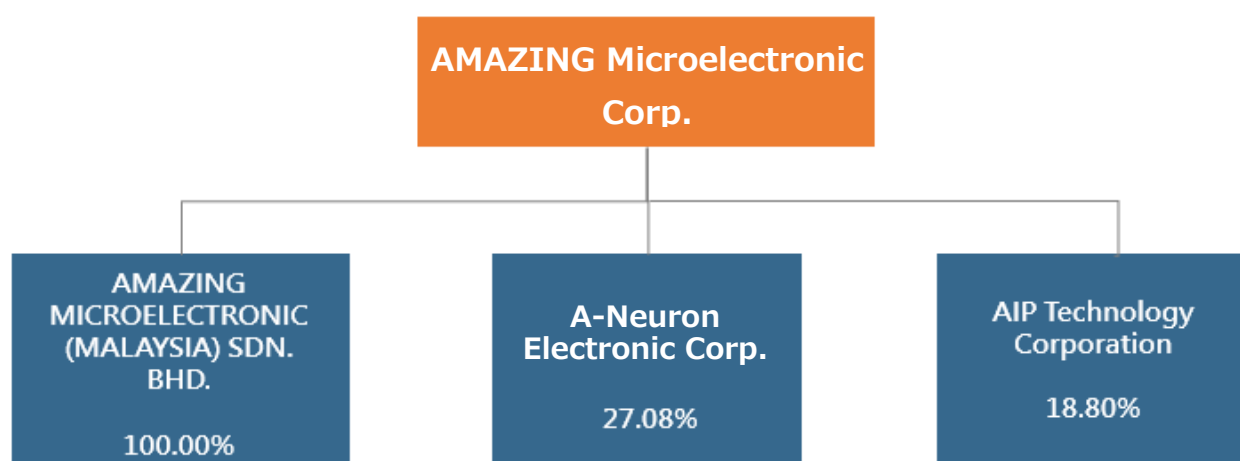 AMAZING Microelectronic
Corp.
AMAZING
MICROELECTRONIC
(MALAYSIA) SDN.
BHD.
100.00%
A-Neuron
Electronic Corp.
27.08%
AIP Technology
Corporation
18.80%